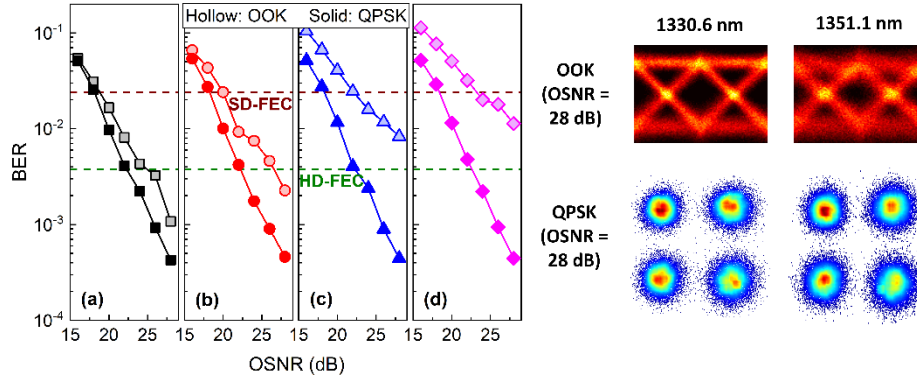 Hollow: OOK Solid: QPSK
10⁻¹
10⁻²
10⁻³
10⁻⁴
BER
SD-FEC
HD-FEC
(a) (b) (c) (d)
15 20 25 15 20 25 15 20 25 15 20 25
OSNR (dB)
1330.6 nm 1351.1 nm
OOK
(OSNR =
28 dB)
QPSK
(OSNR =
28 dB)